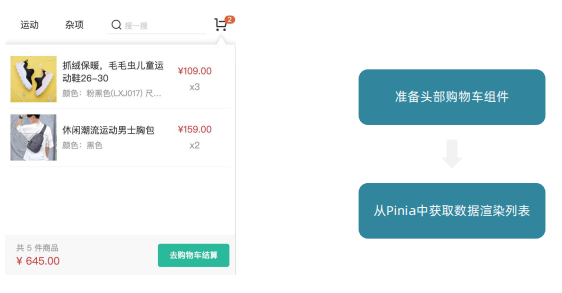 运动 杂项 搜一搜 2
抓绒保暖，毛毛虫儿童运
动鞋26-30
颜色：粉黑色(LXJ017) 尺...
¥109.00
x3
休闲潮流运动男士胸包
颜色：黑色
¥159.00
x2
共 5 件商品
¥ 645.00
去购物车结算
准备头部购物车组件
从Pinia中获取数据渲染列表